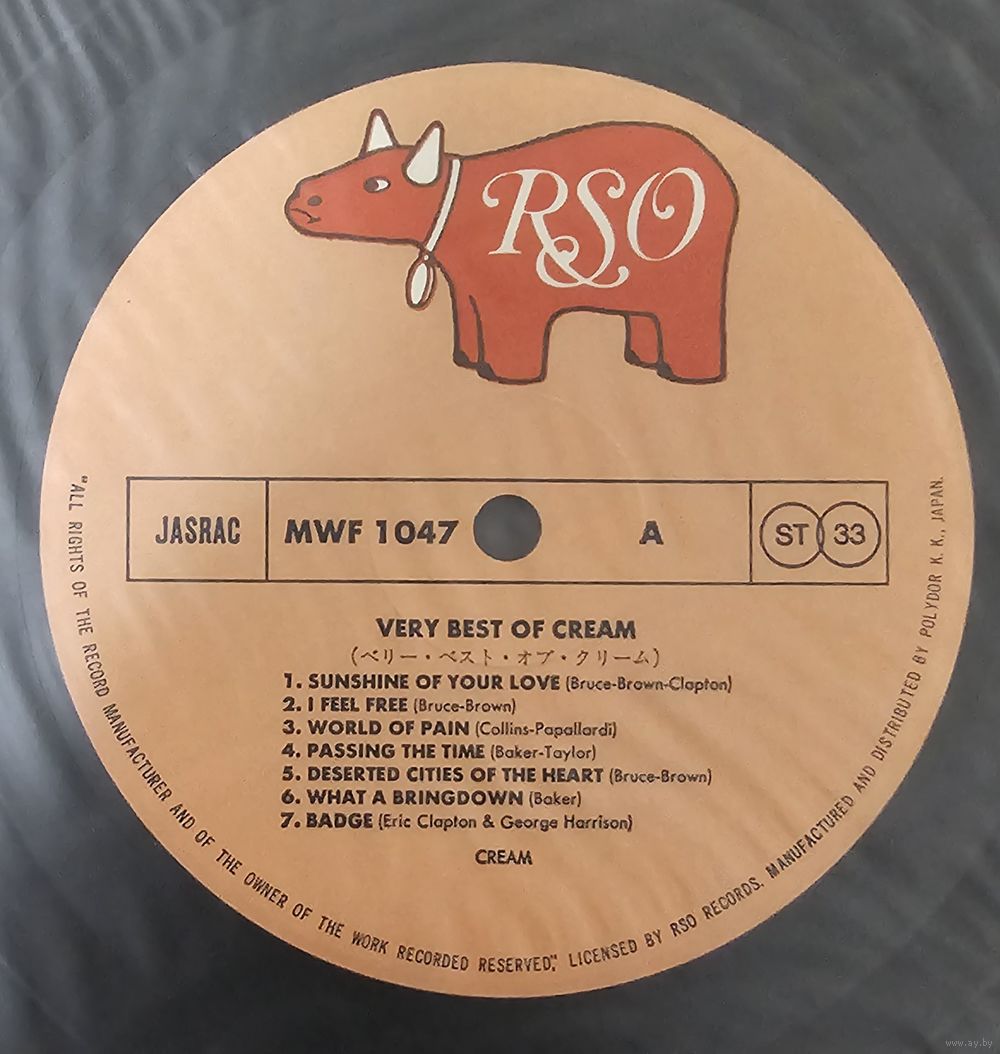 RSO
JASRAC
MWF 1047
A
ST 33
VERY BEST OF CREAM
(ベリー・ベスト・オブ・クリーム)
1. SUNSHINE OF YOUR LOVE (Bruce-Brown-Clapton)
2. I FEEL FREE (Bruce-Brown)
3. WORLD OF PAIN (Collins-Papallardi)
4. PASSING THE TIME (Baker-Taylor)
5. DESERTED CITIES OF THE HEART (Bruce-Brown)
6. WHAT A BRINGDOWN (Baker)
7. BADGE (Eric Clapton & George Harrison)
CREAM
"ALL RIGHTS OF THE RECORD MANUFACTURER AND OF THE OWNER OF THE WORK RECORDED RESERVED," LICENSED BY RSO RECORDS. MANUFACTURED AND DISTRIBUTED BY POLYDOR K. K., JAPAN.
www.ay.by